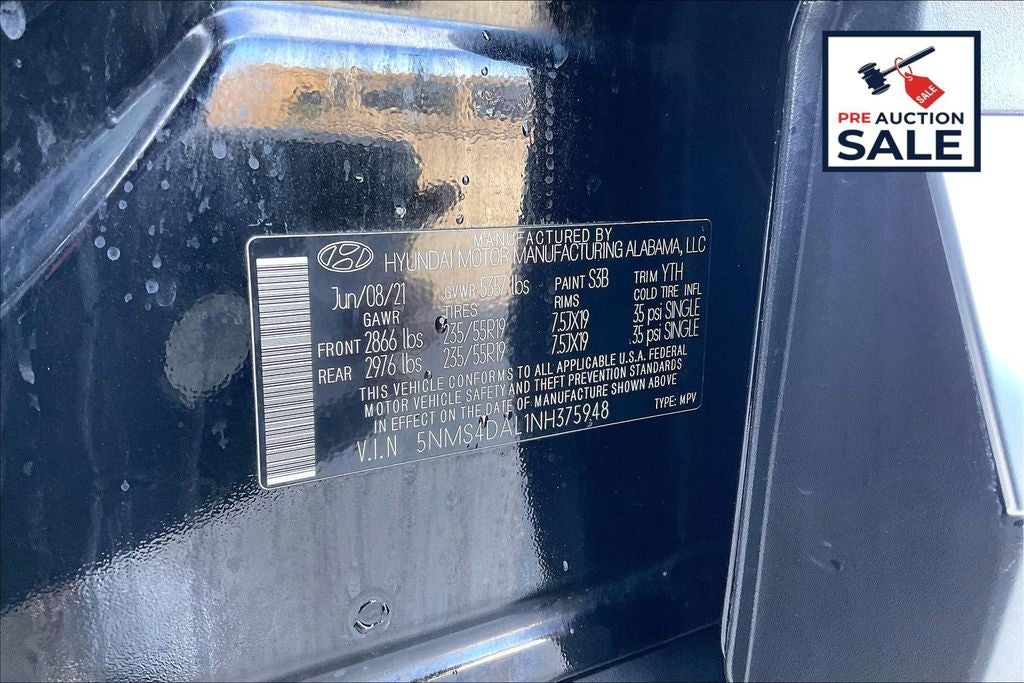 SALE
PRE AUCTION
SALE
MANUFACTURED BY
HYUNDAI MOTOR MANUFACTURING ALABAMA, LLC
Jun/08/21 GVWR 5357 lbs PAINT S3B TRIM YTH
GAWR TIRES RIMS COLD TIRE INFL
FRONT 2866 lbs 235/55R19 7.5JX19 35 psi SINGLE
REAR 2976 lbs 235/55R19 7.5JX19 35 psi SINGLE
THIS VEHICLE CONFORMS TO ALL APPLICABLE U.S.A. FEDERAL
MOTOR VEHICLE SAFETY AND THEFT PREVENTION STANDARDS
IN EFFECT ON THE DATE OF MANUFACTURE SHOWN ABOVE
V.I.N 5NMS4DAL1NH375948 TYPE: MPV